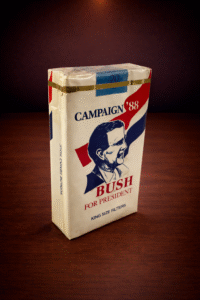 CAMPAIGN '88
BUSH
FOR PRESIDENT
KING SIZE FILTERS